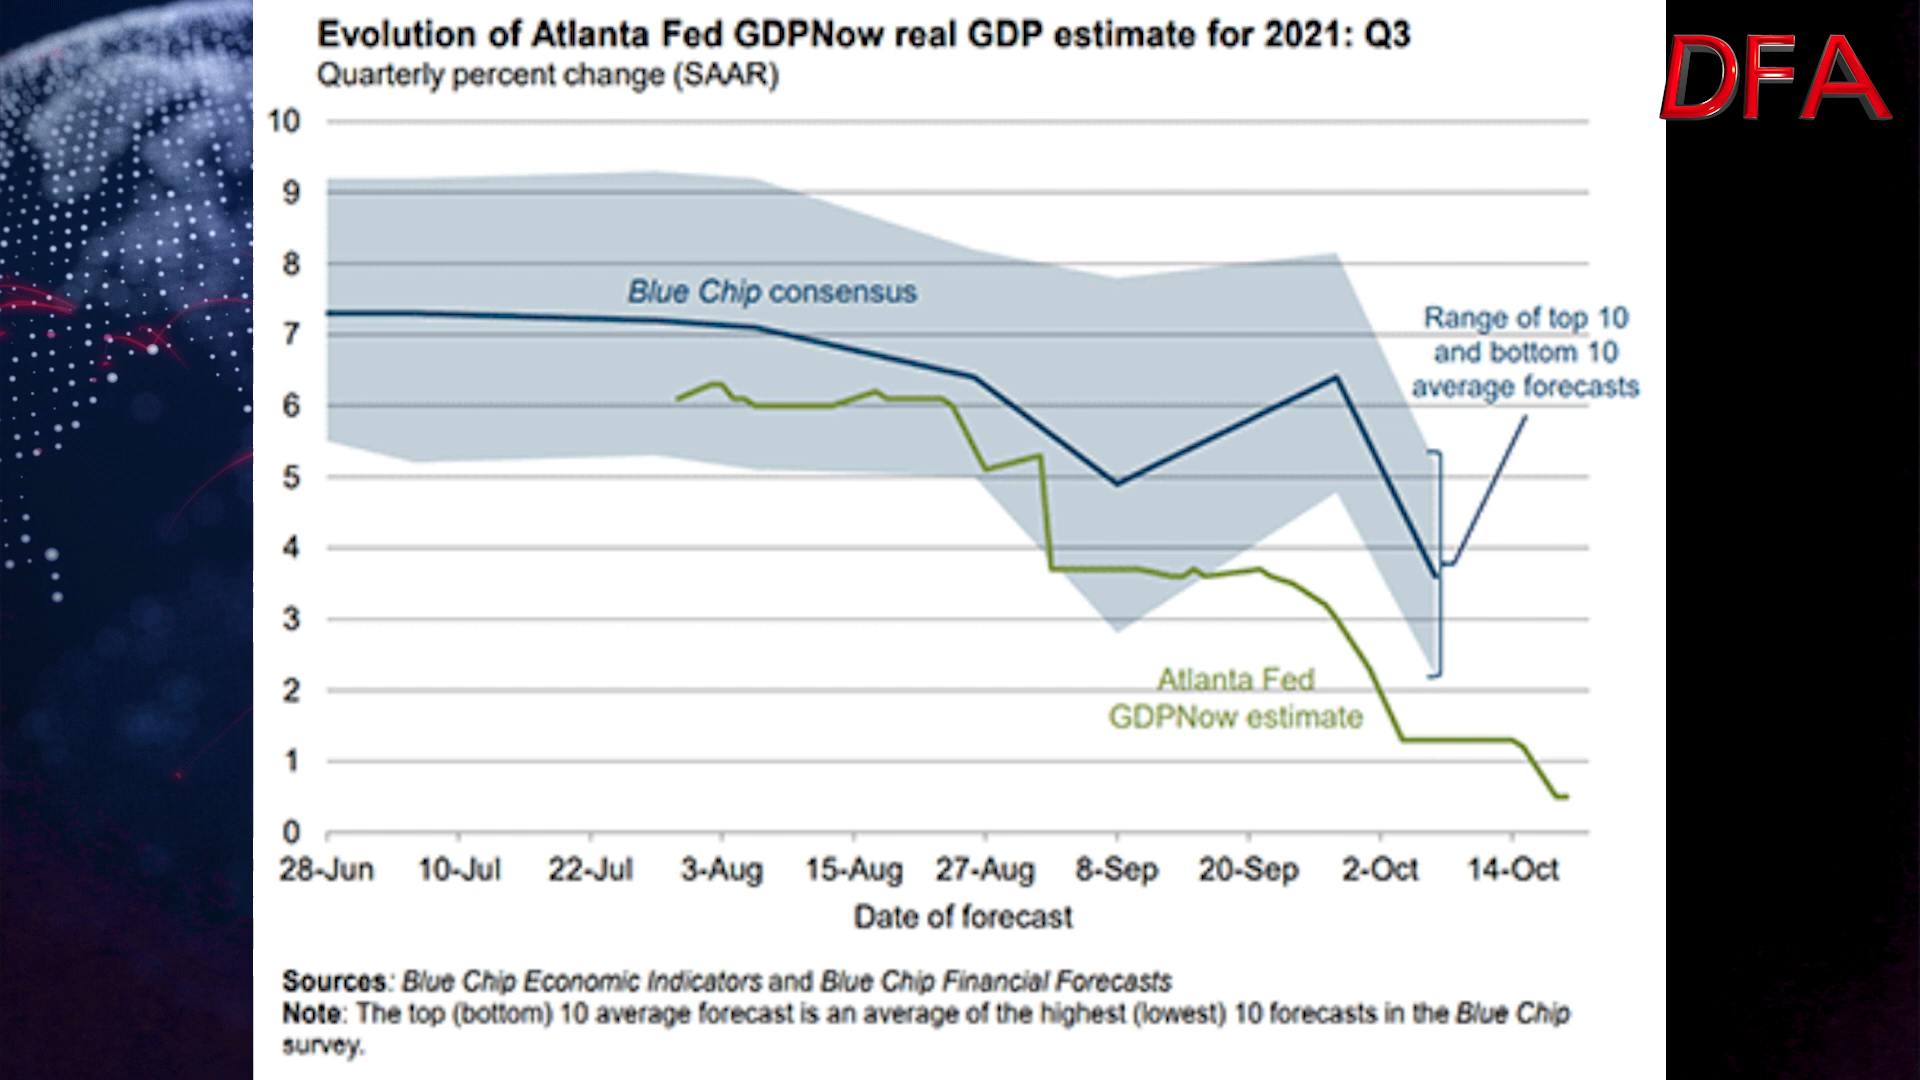 Evolution of Atlanta Fed GDPNow real GDP estimate for 2021: Q3
Quarterly percent change (SAAR)
DFA
10
9
8
7
6
5
4
3
2
1
0
Blue Chip consensus
Range of top 10
and bottom 10
average forecasts
Atlanta Fed
GDPNow estimate
28-Jun 10-Jul 22-Jul 3-Aug 15-Aug 27-Aug 8-Sep 20-Sep 2-Oct 14-Oct
Date of forecast
Sources: Blue Chip Economic Indicators and Blue Chip Financial Forecasts
Note: The top (bottom) 10 average forecast is an average of the highest (lowest) 10 forecasts in the Blue Chip
survey.